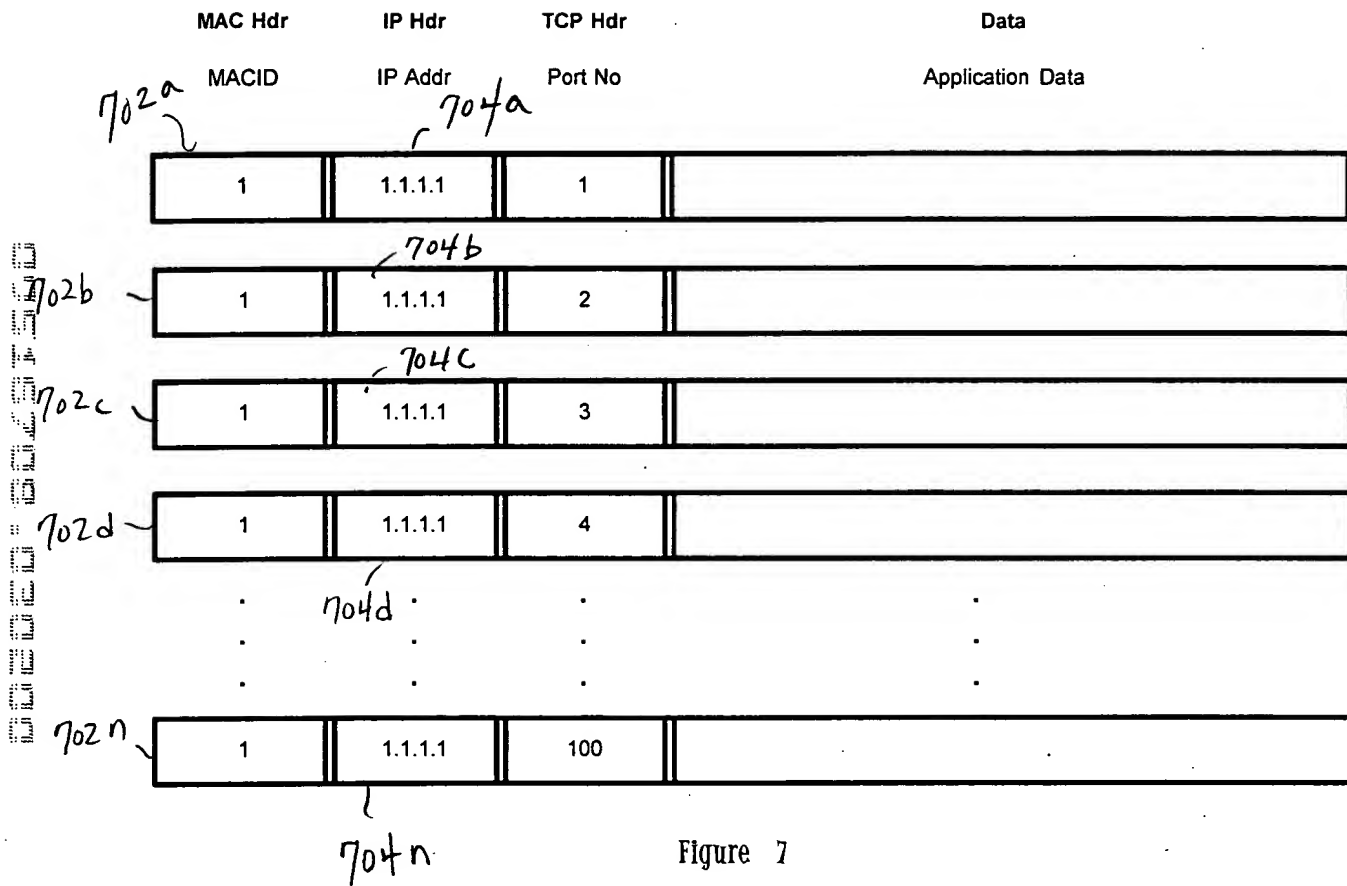 MAC Hdr IP Hdr TCP Hdr Data
MACID IP Addr Port No Application Data
702a 704a
1 1.1.1.1 1
704b
702b 1 1.1.1.1 2
704c
702c 1 1.1.1.1 3
702d 1 1.1.1.1 4
704d
702n 1 1.1.1.1 100
704n
Figure 7